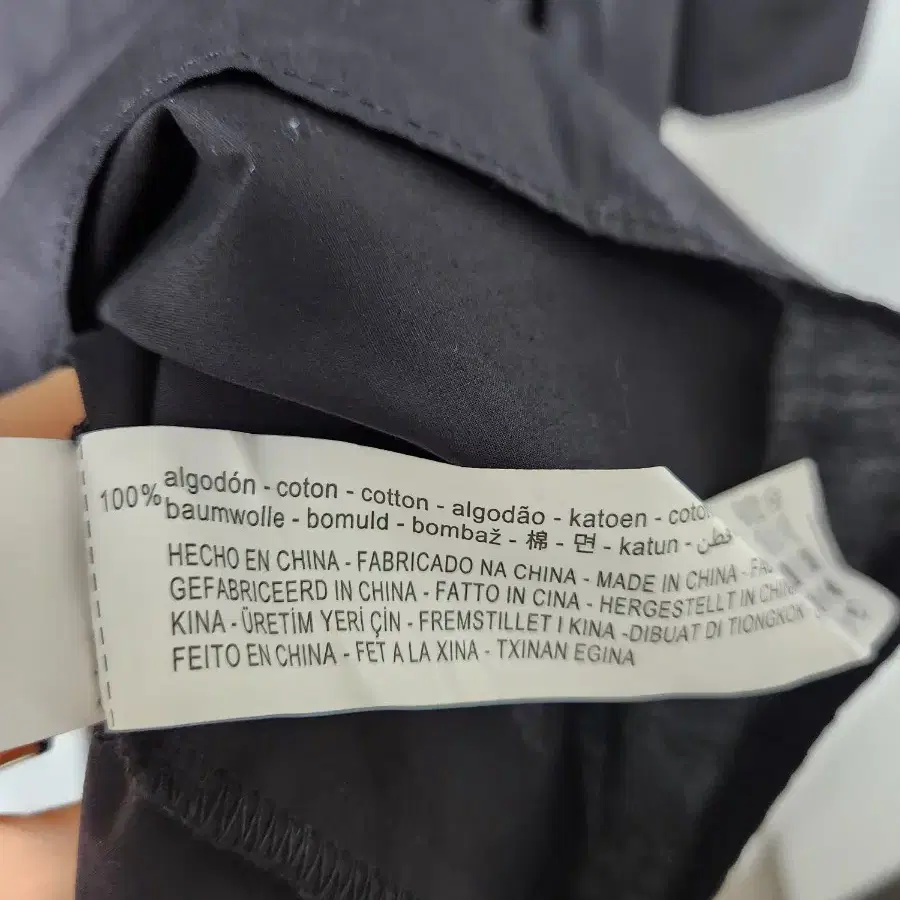 100% algodón - coton - cotton - algodão - katoen -
baumwolle - bomuld - bombaž - 棉 - 면 - katun - قطن
HECHO EN CHINA - FABRICADO NA CHINA - MADE IN CHINA -
GEFABRICEERD IN CHINA - FATTO IN CINA - HERGESTELLT IN
KINA - ÜRETİM YERİ ÇİN - FREMSTILLET I KINA -DIBUAT DI TIONGKOK
FEITO EN CHINA - FET A LA XINA - TXINAN EGINA